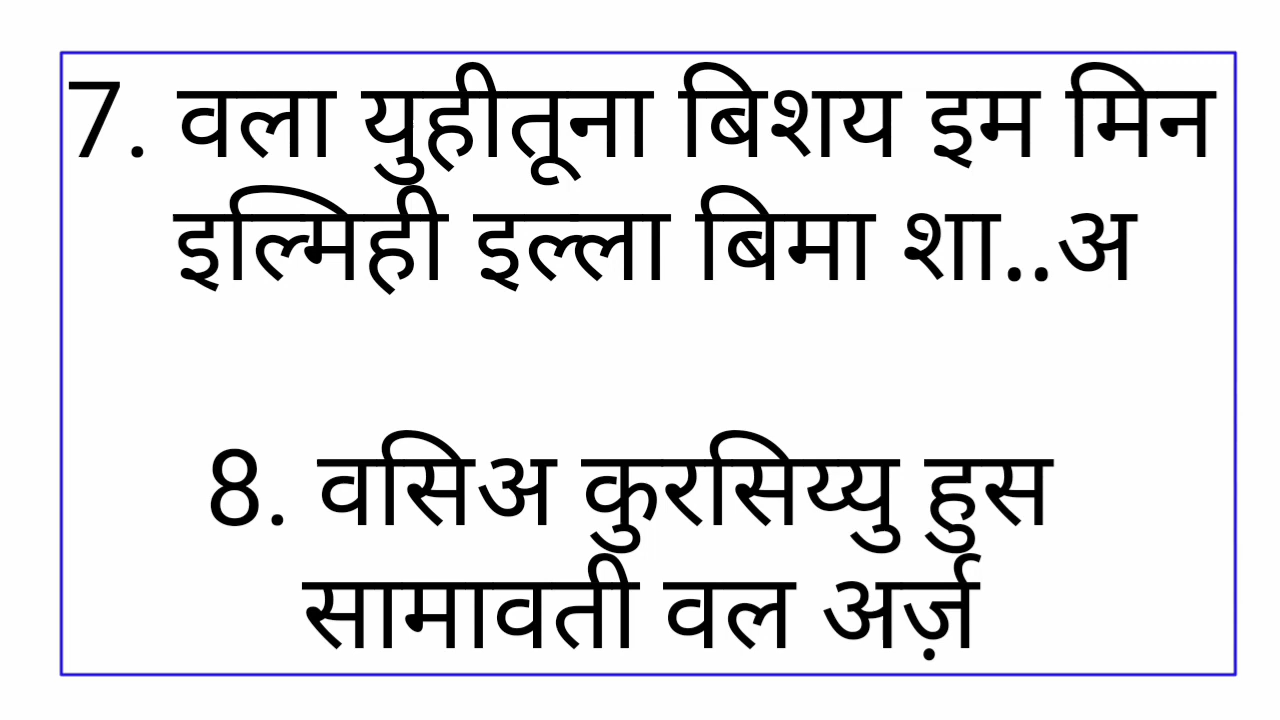 7. वला युहीतूना बिशय इम मिन
इल्मिही इल्ला बिमा शा..अ
8. वसिअ कुरसिय्यु हुस
सामावती वल अर्ज़